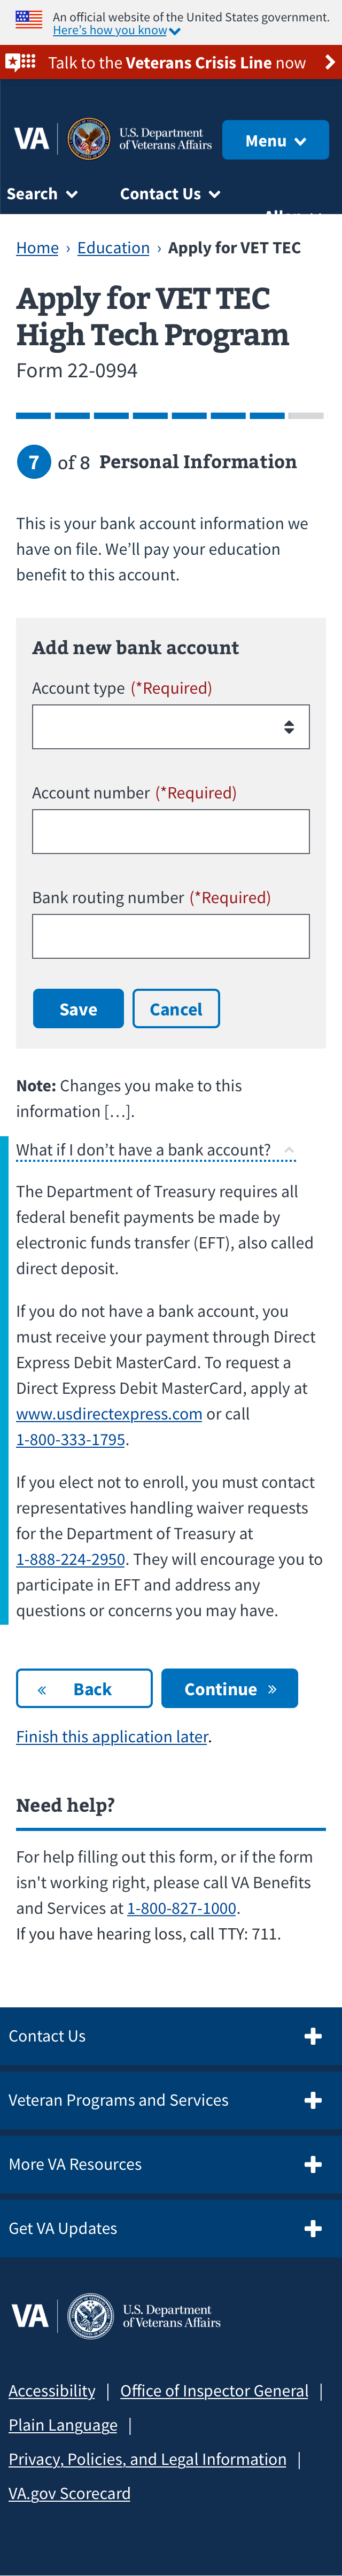 An official website of the United States government.
Here's how you know
Talk to the Veterans Crisis Line now
VA
U.S. Department
of Veterans Affairs
Menu
Search
Contact Us
Home › Education › Apply for VET TEC
Apply for VET TEC
High Tech Program
Form 22-0994
7 of 8 Personal Information
This is your bank account information we
have on file. We'll pay your education
benefit to this account.
Add new bank account
Account type (*Required)
Account number (*Required)
Bank routing number (*Required)
Save
Cancel
Note: Changes you make to this
information […].
What if I don't have a bank account?
The Department of Treasury requires all
federal benefit payments be made by
electronic funds transfer (EFT), also called
direct deposit.
If you do not have a bank account, you
must receive your payment through Direct
Express Debit MasterCard. To request a
Direct Express Debit MasterCard, apply at
www.usdirectexpress.com or call
1-800-333-1795.
If you elect not to enroll, you must contact
representatives handling waiver requests
for the Department of Treasury at
1-888-224-2950. They will encourage you to
participate in EFT and address any
questions or concerns you may have.
« Back
Continue »
Finish this application later.
Need help?
For help filling out this form, or if the form
isn't working right, please call VA Benefits
and Services at 1-800-827-1000.
If you have hearing loss, call TTY: 711.
Contact Us
Veteran Programs and Services
More VA Resources
Get VA Updates
VA
U.S. Department
of Veterans Affairs
Accessibility | Office of Inspector General |
Plain Language |
Privacy, Policies, and Legal Information |
VA.gov Scorecard